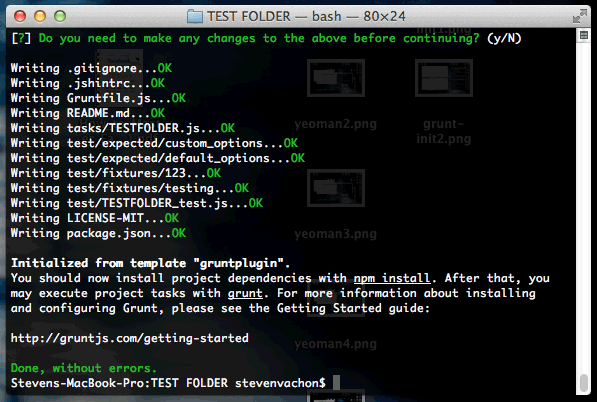 TEST FOLDER — bash — 80×24
[?] Do you need to make any changes to the above before continuing? (y/N)
Writing .gitignore...OK
Writing .jshintrc...OK
Writing Gruntfile.js...OK
Writing README.md...OK
Writing tasks/TESTFOLDER.js...OK
Writing test/expected/custom_options...OK
Writing test/expected/default_options...OK
Writing test/fixtures/123...OK
Writing test/fixtures/testing...OK
Writing test/TESTFOLDER_test.js...OK
Writing LICENSE-MIT...OK
Writing package.json...OK
Initialized from template "gruntplugin".
You should now install project dependencies with npm install. After that, you
may execute project tasks with grunt. For more information about installing
and configuring Grunt, please see the Getting Started guide:
http://gruntjs.com/getting-started
Done, without errors.
Stevens-MacBook-Pro:TEST FOLDER stevenvachon$
yeoman2.png
grunt-
init2.png
yeoman3.png
yeoman4.png